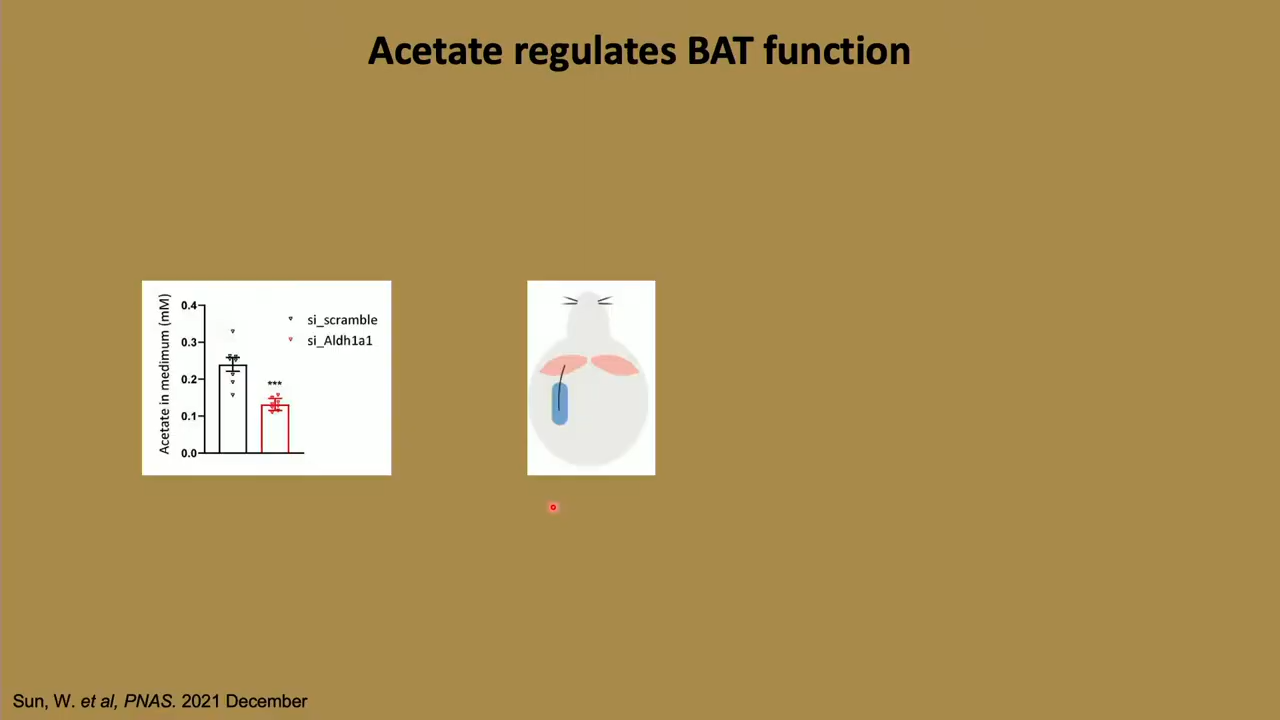 Acetate regulates BAT function
Acetate in medimum (mM)
0.4
0.3
0.2
0.1
0.0
si_scramble
si_Aldh1a1
***
Sun, W. et al, PNAS. 2021 December